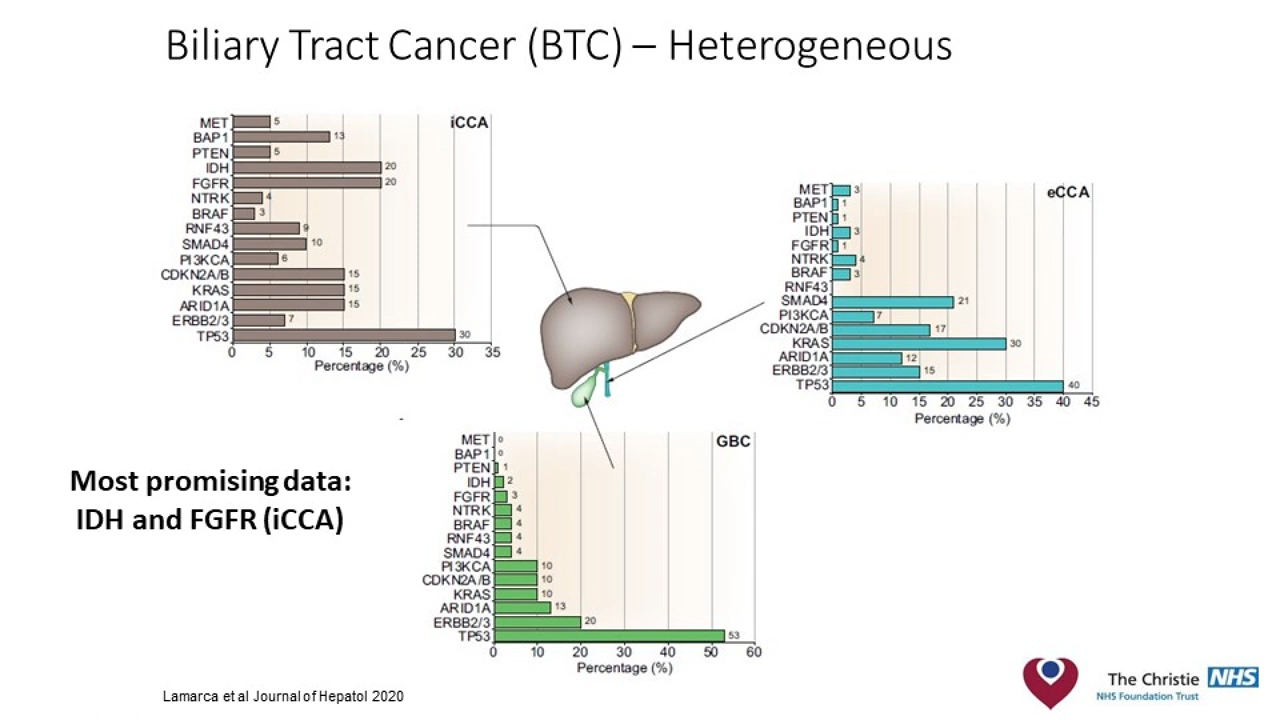 Biliary Tract Cancer (BTC) – Heterogeneous
iCCA
MET 5
BAP1 13
PTEN 5
IDH 20
FGFR 20
NTRK 4
BRAF 3
RNF43 9
SMAD4 10
PI3KCA 6
CDKN2A/B 15
KRAS 15
ARID1A 15
ERBB2/3 7
TP53 30
0 5 10 15 20 25 30 35
Percentage (%)
eCCA
MET 3
BAP1 1
PTEN 1
IDH 3
FGFR 1
NTRK 4
BRAF 3
RNF43
SMAD4 21
PI3KCA 7
CDKN2A/B 17
KRAS 30
ARID1A 12
ERBB2/3 15
TP53 40
0 5 10 15 20 25 30 35 40 45
Percentage (%)
GBC
MET 0
BAP1 0
PTEN 1
IDH 2
FGFR 3
NTRK 4
BRAF 4
RNF43 4
SMAD4 4
PI3KCA 10
CDKN2A/B 10
KRAS 10
ARID1A 13
ERBB2/3 20
TP53 53
0 10 20 30 40 50 60
Percentage (%)
Most promising data:
IDH and FGFR (iCCA)
Lamarca et al Journal of Hepatol 2020
The Christie NHS
NHS Foundation Trust